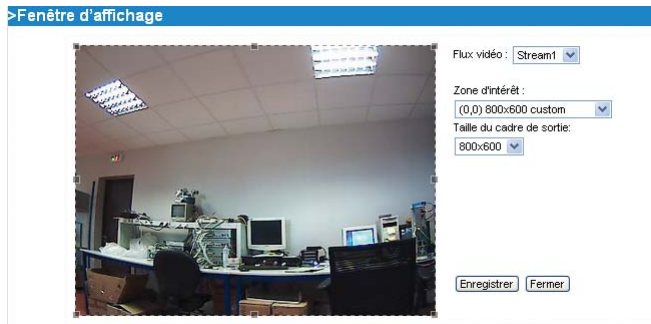 >Fenêtre d'affichage
Flux vidéo : Stream1
Zone d'intérêt :
(0,0) 800x600 custom
Taille du cadre de sortie:
800x600
Enregistrer Fermer